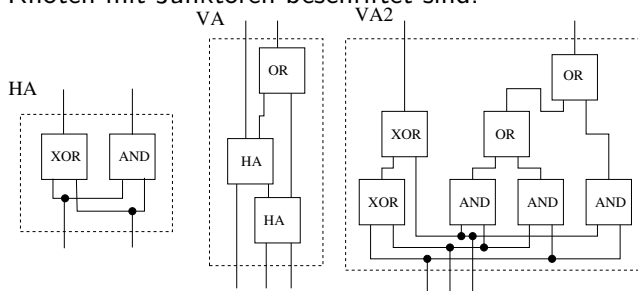 Knoten mit Junktoren beschriftet sind.
VA
VA2
HA
OR
OR
XOR
OR
XOR
AND
HA
HA
XOR
AND
AND
AND